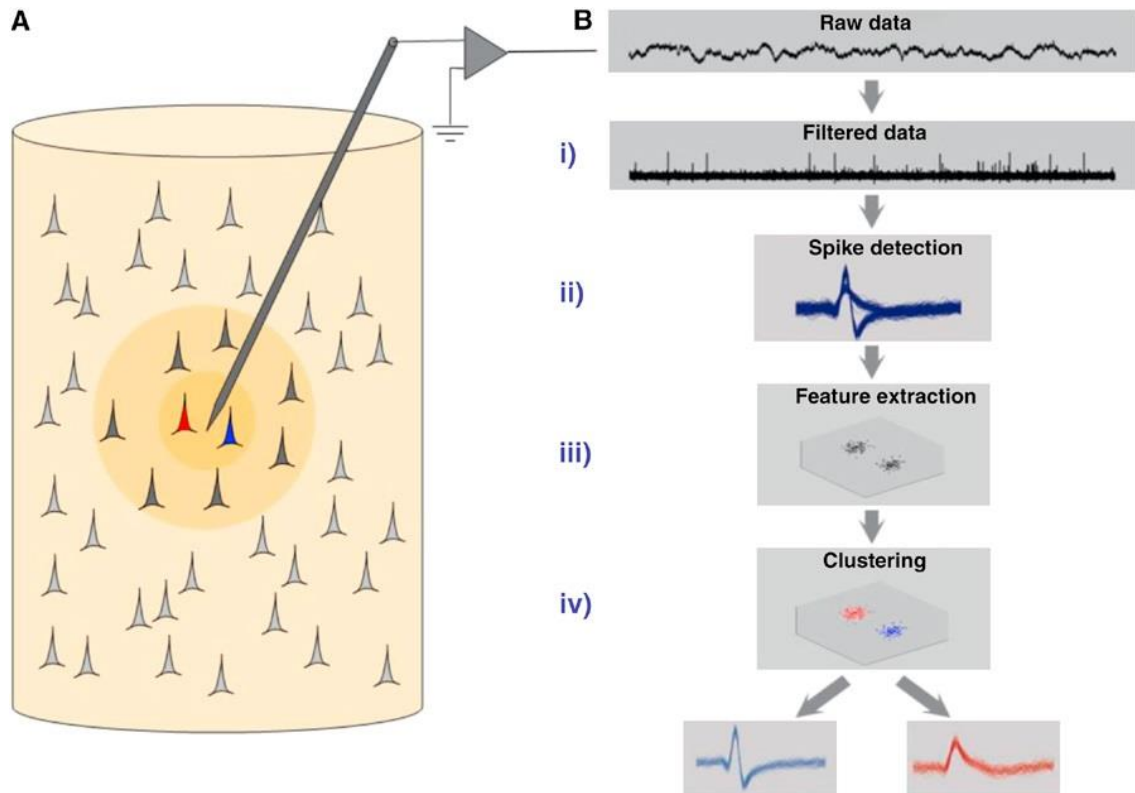 A
B
Raw data
Filtered data
i)
Spike detection
ii)
Feature extraction
iii)
Clustering
iv)